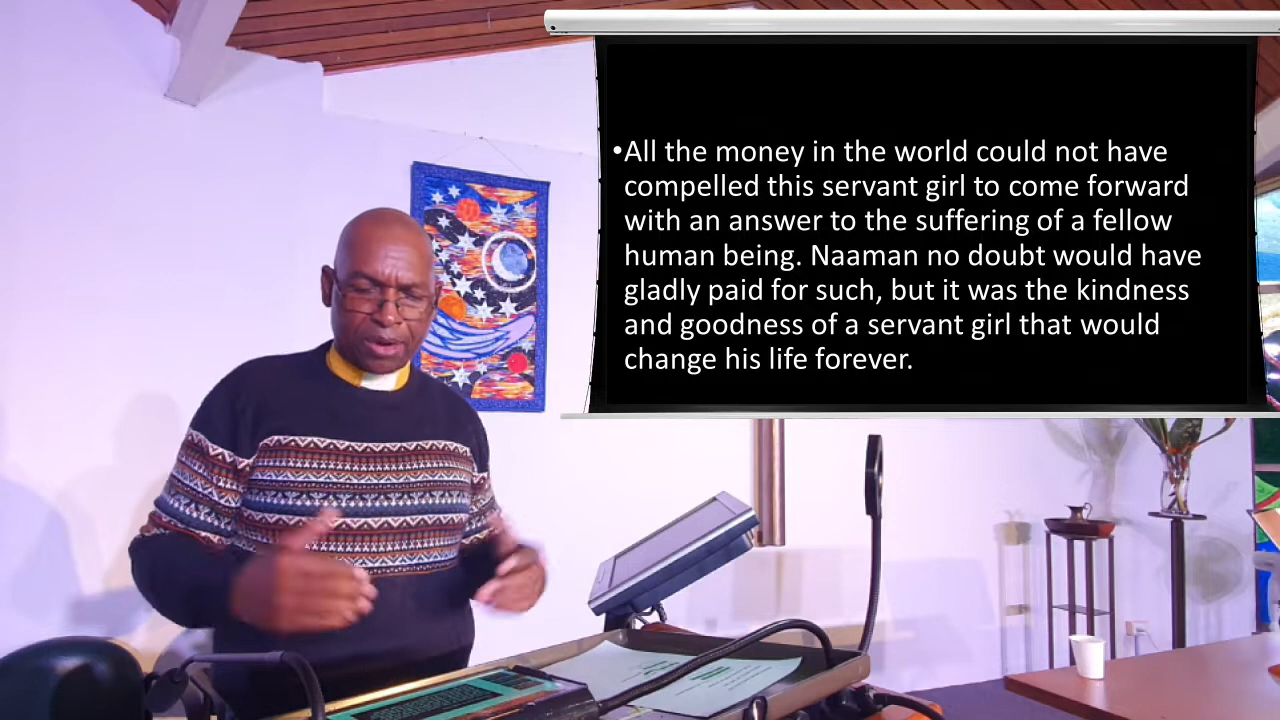 •All the money in the world could not have
compelled this servant girl to come forward
with an answer to the suffering of a fellow
human being. Naaman no doubt would have
gladly paid for such, but it was the kindness
and goodness of a servant girl that would
change his life forever.